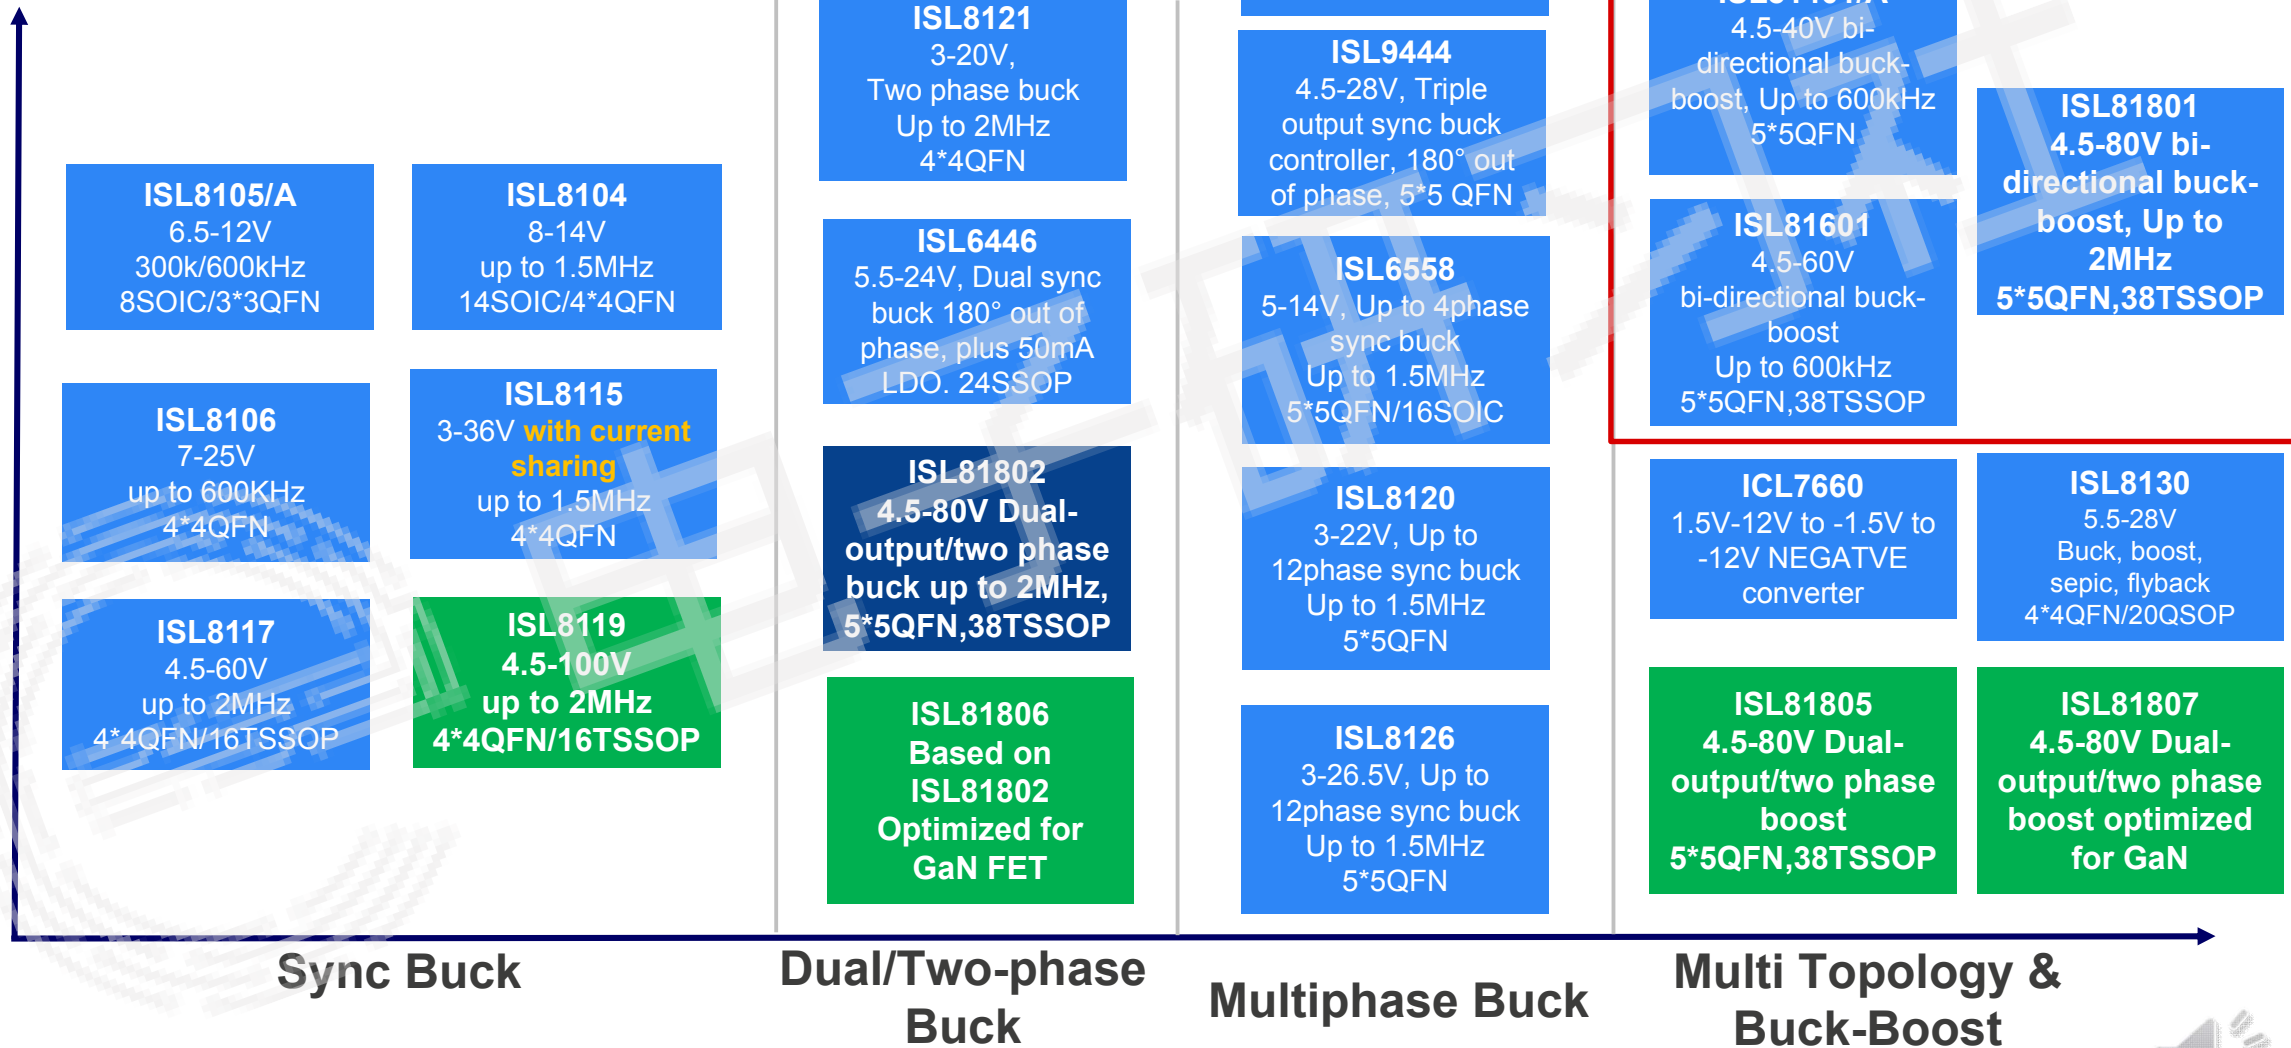 ISL8105/A
6.5-12V
300k/600kHz
8SOIC/3*3QFN
ISL8104
8-14V
up to 1.5MHz
14SOIC/4*4QFN
ISL8106
7-25V
up to 600KHz
4*4QFN
ISL8115
3-36V with current
sharing
up to 1.5MHz
4*4QFN
ISL8117
4.5-60V
up to 2MHz
4*4QFN/16TSSOP
ISL8119
4.5-100V
up to 2MHz
4*4QFN/16TSSOP
Sync Buck
ISL8121
3-20V,
Two phase buck
Up to 2MHz
4*4QFN
ISL6446
5.5-24V, Dual sync
buck 180° out of
phase, plus 50mA
LDO. 24SSOP
ISL81802
4.5-80V Dual-
output/two phase
buck up to 2MHz,
5*5QFN,38TSSOP
ISL81806
Based on
ISL81802
Optimized for
GaN FET
Dual/Two-phase
Buck
ISL9444
4.5-28V, Triple
output sync buck
controller, 180° out
of phase, 5*5 QFN
ISL6558
5-14V, Up to 4phase
sync buck
Up to 1.5MHz
5*5QFN/16SOIC
ISL8120
3-22V, Up to
12phase sync buck
Up to 1.5MHz
5*5QFN
ISL8126
3-26.5V, Up to
12phase sync buck
Up to 1.5MHz
5*5QFN
Multiphase Buck
4.5-40V bi-
directional buck-
boost, Up to 600kHz
5*5QFN
ISL81801
4.5-80V bi-
directional buck-
boost, Up to
2MHz
5*5QFN,38TSSOP
ISL81601
4.5-60V
bi-directional buck-
boost
Up to 600kHz
5*5QFN,38TSSOP
ICL7660
1.5V-12V to -1.5V to
-12V NEGATVE
converter
ISL8130
5.5-28V
Buck, boost,
sepic, flyback
4*4QFN/20QSOP
ISL81805
4.5-80V Dual-
output/two phase
boost
5*5QFN,38TSSOP
ISL81807
4.5-80V Dual-
output/two phase
boost optimized
for GaN
Multi Topology &
Buck-Boost
电子研习社